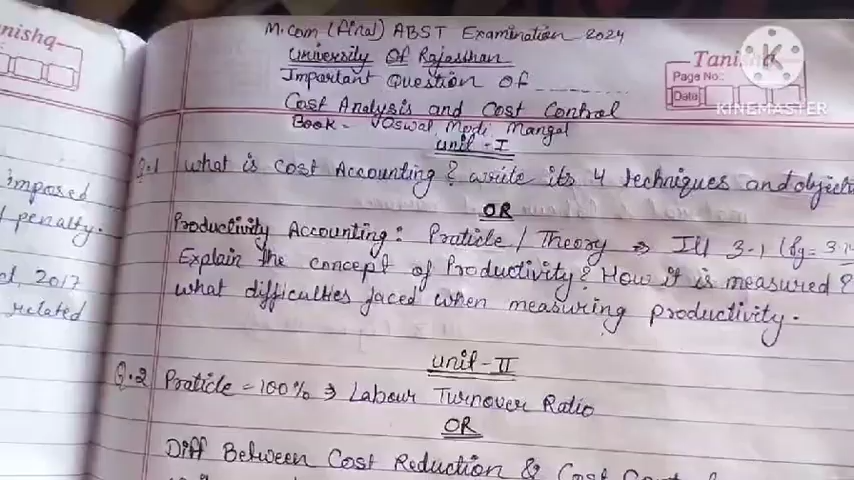 M.com (final) ABST Examination 2024
University Of Rajasthan
Important Question of
Cost Analysis and Cost Control
Book - Oswal, Modi Mangal
unit - I
Q.1 what is cost Accounting? write its 4 techniques and
OR
Productivity Accounting: Praticle / Theory ⇒ Ill 3.1
Explain the concept of Productivity? How it is measured?
what difficulties faced when measuring productivity.
unit - II
Q.2 Praticle - 100% ⇒ Labour Turnover Ratio
OR
Diff Between Cost Reduction & Cost
imposed
penalty.
2017
related
Tanishq
Page No:
Date
KINEMASTER